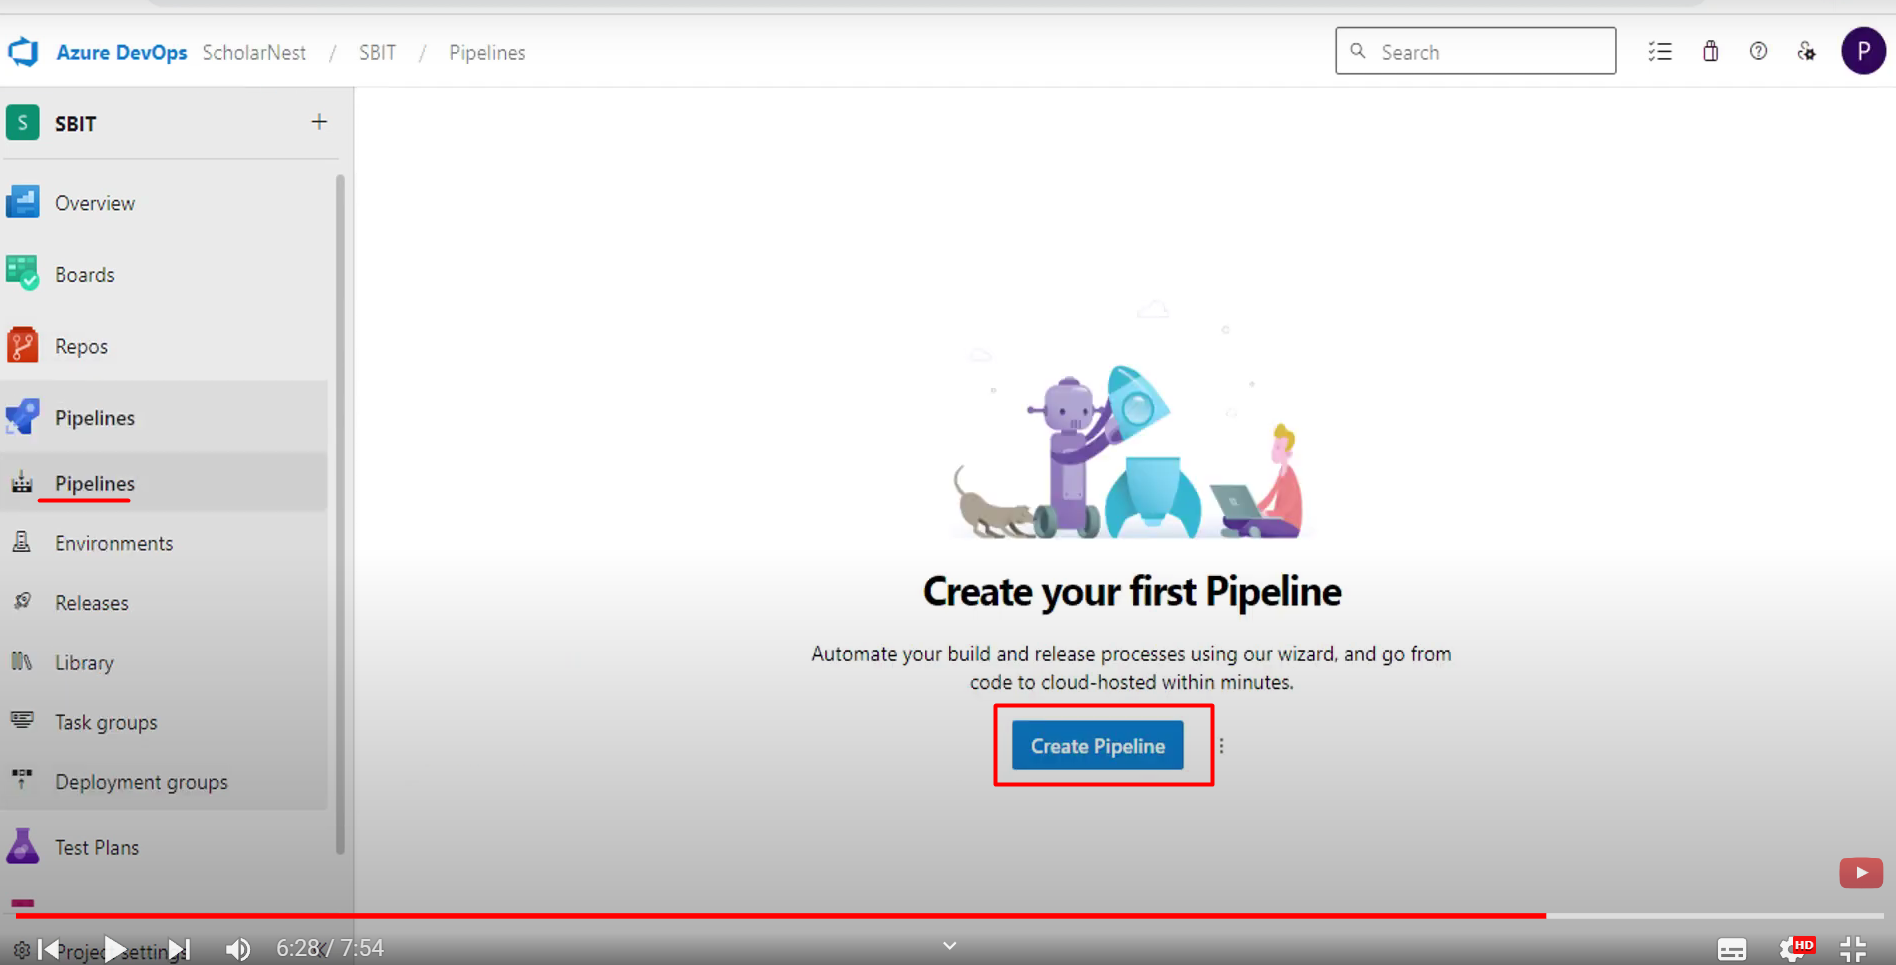 Azure DevOps ScholarNest / SBIT / Pipelines
Search
P
S SBIT +
Overview
Boards
Repos
Pipelines
Pipelines
Environments
Releases
Library
Task groups
Deployment groups
Test Plans
Project settings
Create your first Pipeline
Automate your build and release processes using our wizard, and go from
code to cloud-hosted within minutes.
Create Pipeline
6:28 / 7:54
HD